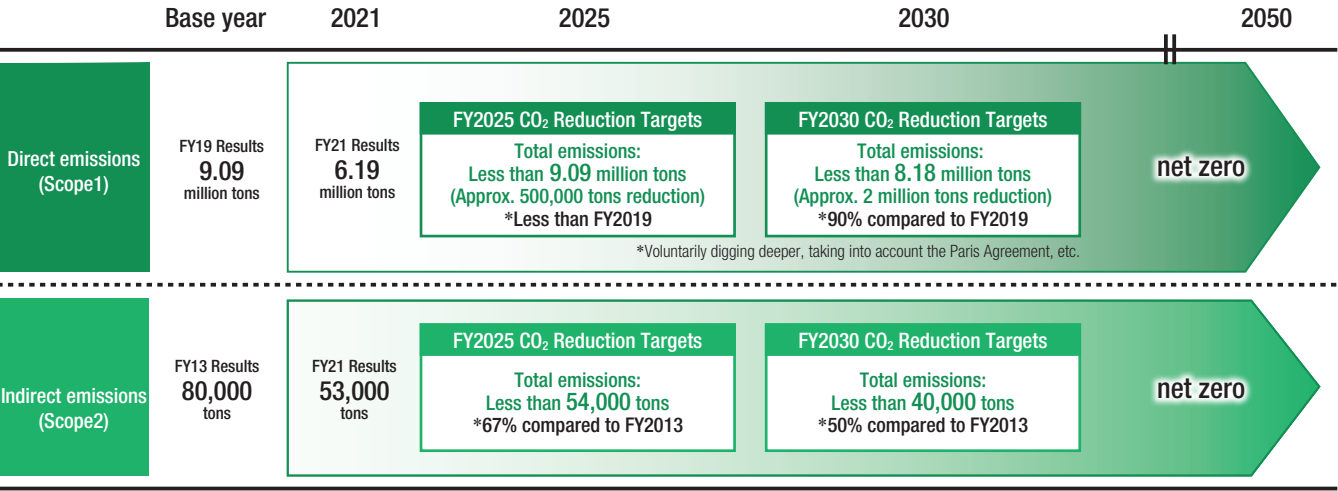 Base year 2021 2025 2030 2050
Direct emissions
(Scope1)
FY19 Results
9.09
million tons
FY21 Results
6.19
million tons
FY2025 CO₂ Reduction Targets
Total emissions:
Less than 9.09 million tons
(Approx. 500,000 tons reduction)
*Less than FY2019
FY2030 CO₂ Reduction Targets
Total emissions:
Less than 8.18 million tons
(Approx. 2 million tons reduction)
*90% compared to FY2019
net zero
*Voluntarily digging deeper, taking into account the Paris Agreement, etc.
Indirect emissions
(Scope2)
FY13 Results
80,000
tons
FY21 Results
53,000
tons
FY2025 CO₂ Reduction Targets
Total emissions:
Less than 54,000 tons
*67% compared to FY2013
FY2030 CO₂ Reduction Targets
Total emissions:
Less than 40,000 tons
*50% compared to FY2013
net zero